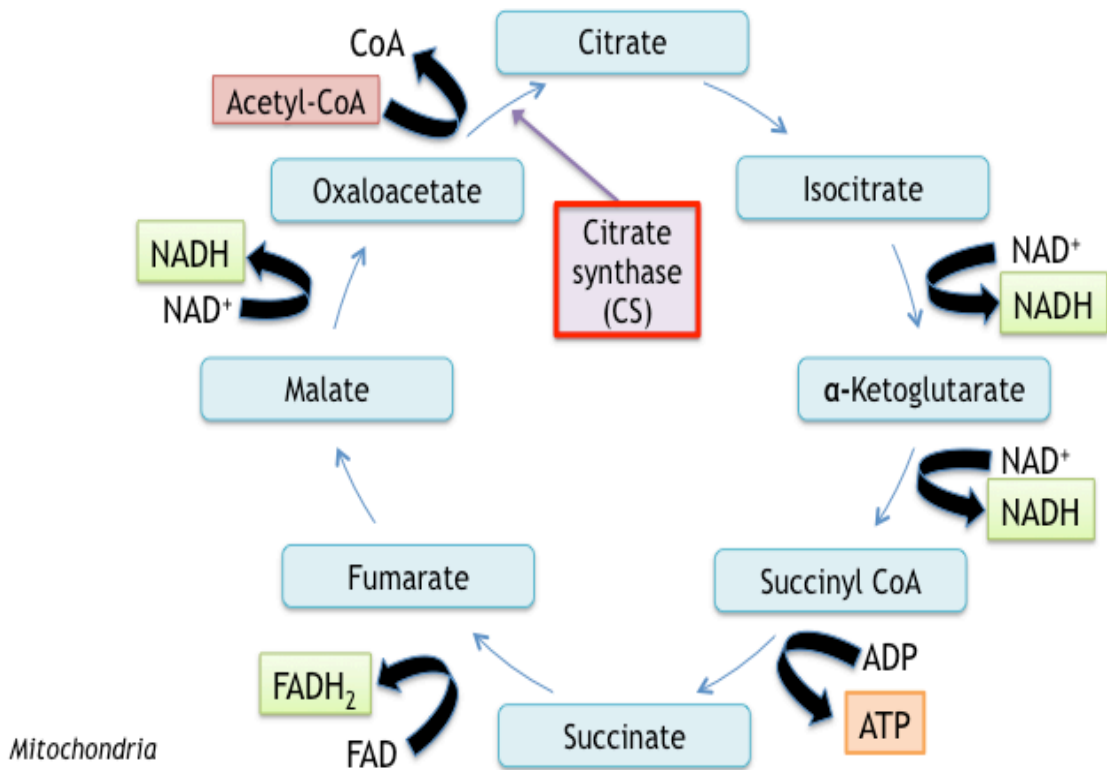 CoA
Citrate
Acetyl-CoA
Oxaloacetate
Isocitrate
Citrate
synthase
(CS)
NADH
NAD⁺
NAD⁺
NADH
Malate
α-Ketoglutarate
NAD⁺
NADH
Fumarate
Succinyl CoA
ADP
ATP
FADH₂
FAD
Succinate
Mitochondria